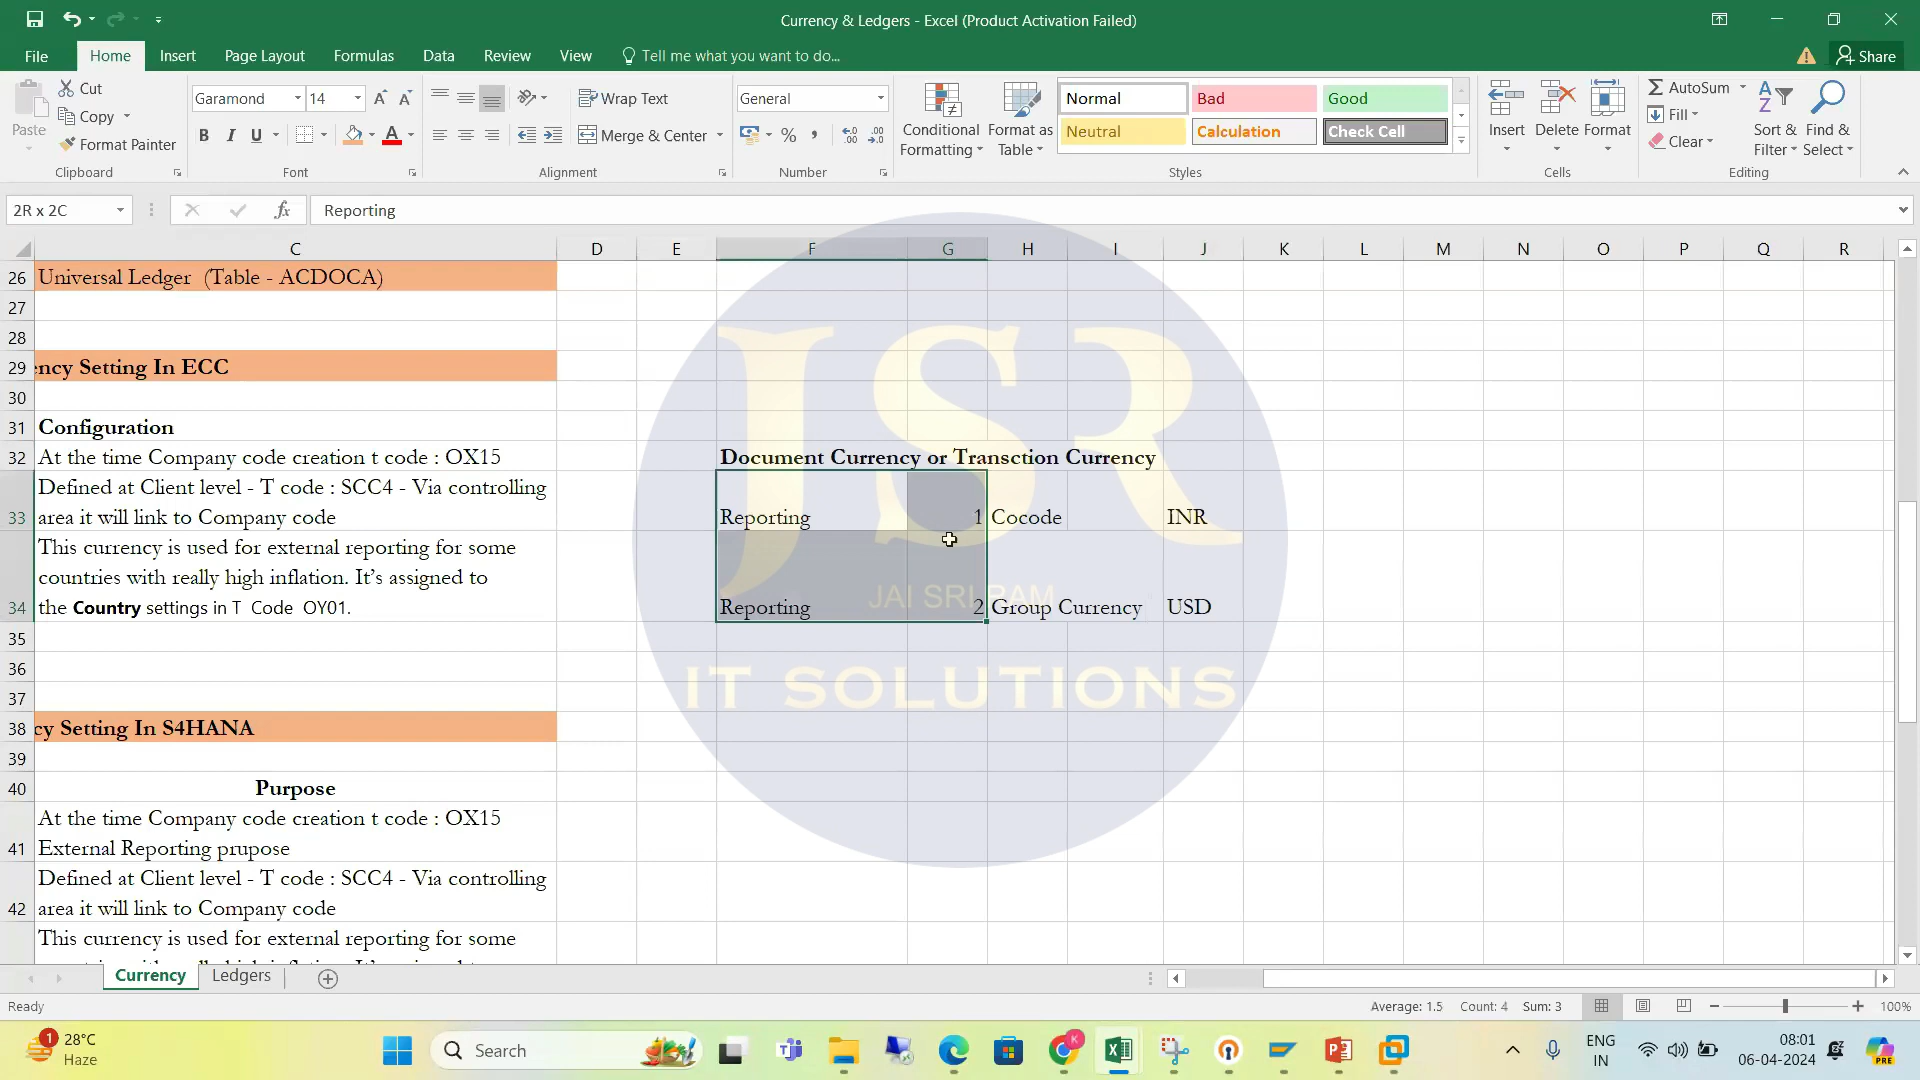 Currency & Ledgers - Excel (Product Activation Failed)
File Home Insert Page Layout Formulas Data Review View Tell me what you want to do... Share
Paste Cut Copy Format Painter Clipboard
Garamond 14 B I U Font
Wrap Text Merge & Center Alignment
General % , Number
Conditional Formatting Format as Table
Normal Bad Good
Neutral Calculation Check Cell
Styles
Insert Delete Format Cells
AutoSum Fill Clear Sort & Filter Find & Select Editing
2R x 2C fx Reporting
C D E F G H I J K L M N O P Q R
26 Universal Ledger (Table - ACDOCA)
27
28
29 ency Setting In ECC
30
31 Configuration
32 At the time Company code creation t code : OX15 Document Currency or Transction Currency
Defined at Client level - T code : SCC4 - Via controlling
33 area it will link to Company code Reporting 1 Cocode INR
This currency is used for external reporting for some
countries with really high inflation. It's assigned to
34 the Country settings in T Code OY01. Reporting 2 Group Currency USD
35
36
37
38 cy Setting In S4HANA
39
40 Purpose
At the time Company code creation t code : OX15
41 External Reporting prupose
Defined at Client level - T code : SCC4 - Via controlling
42 area it will link to Company code
This currency is used for external reporting for some
JSR
JAI SRI RAM
IT SOLUTIONS
Currency Ledgers
Ready Average: 1.5 Count: 4 Sum: 3 100%
1 28°C
Haze
Search
ENG
IN
08:01
06-04-2024
PRE